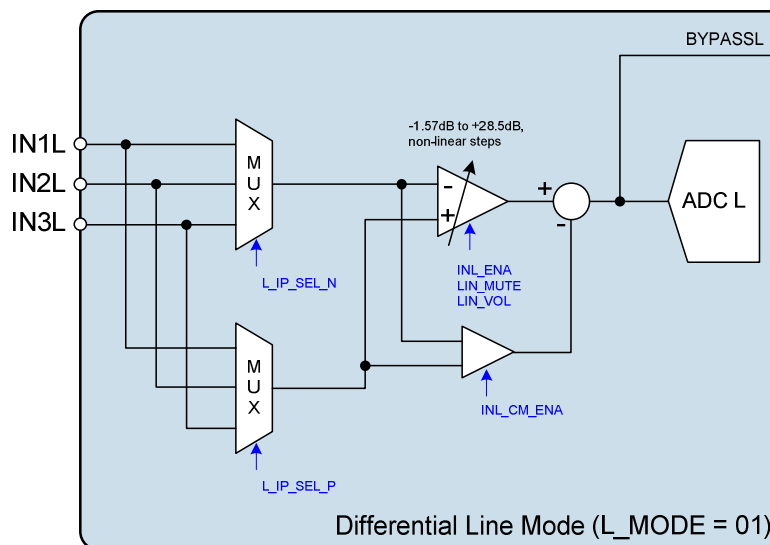 BYPASSL
-1.57dB to +28.5dB,
non-linear steps
IN1L
IN2L
IN3L
M
U
X
-
+
+
-
ADC L
L_IP_SEL_N
INL_ENA
LIN_MUTE
LIN_VOL
M
U
X
INL_CM_ENA
L_IP_SEL_P
Differential Line Mode (L_MODE = 01)